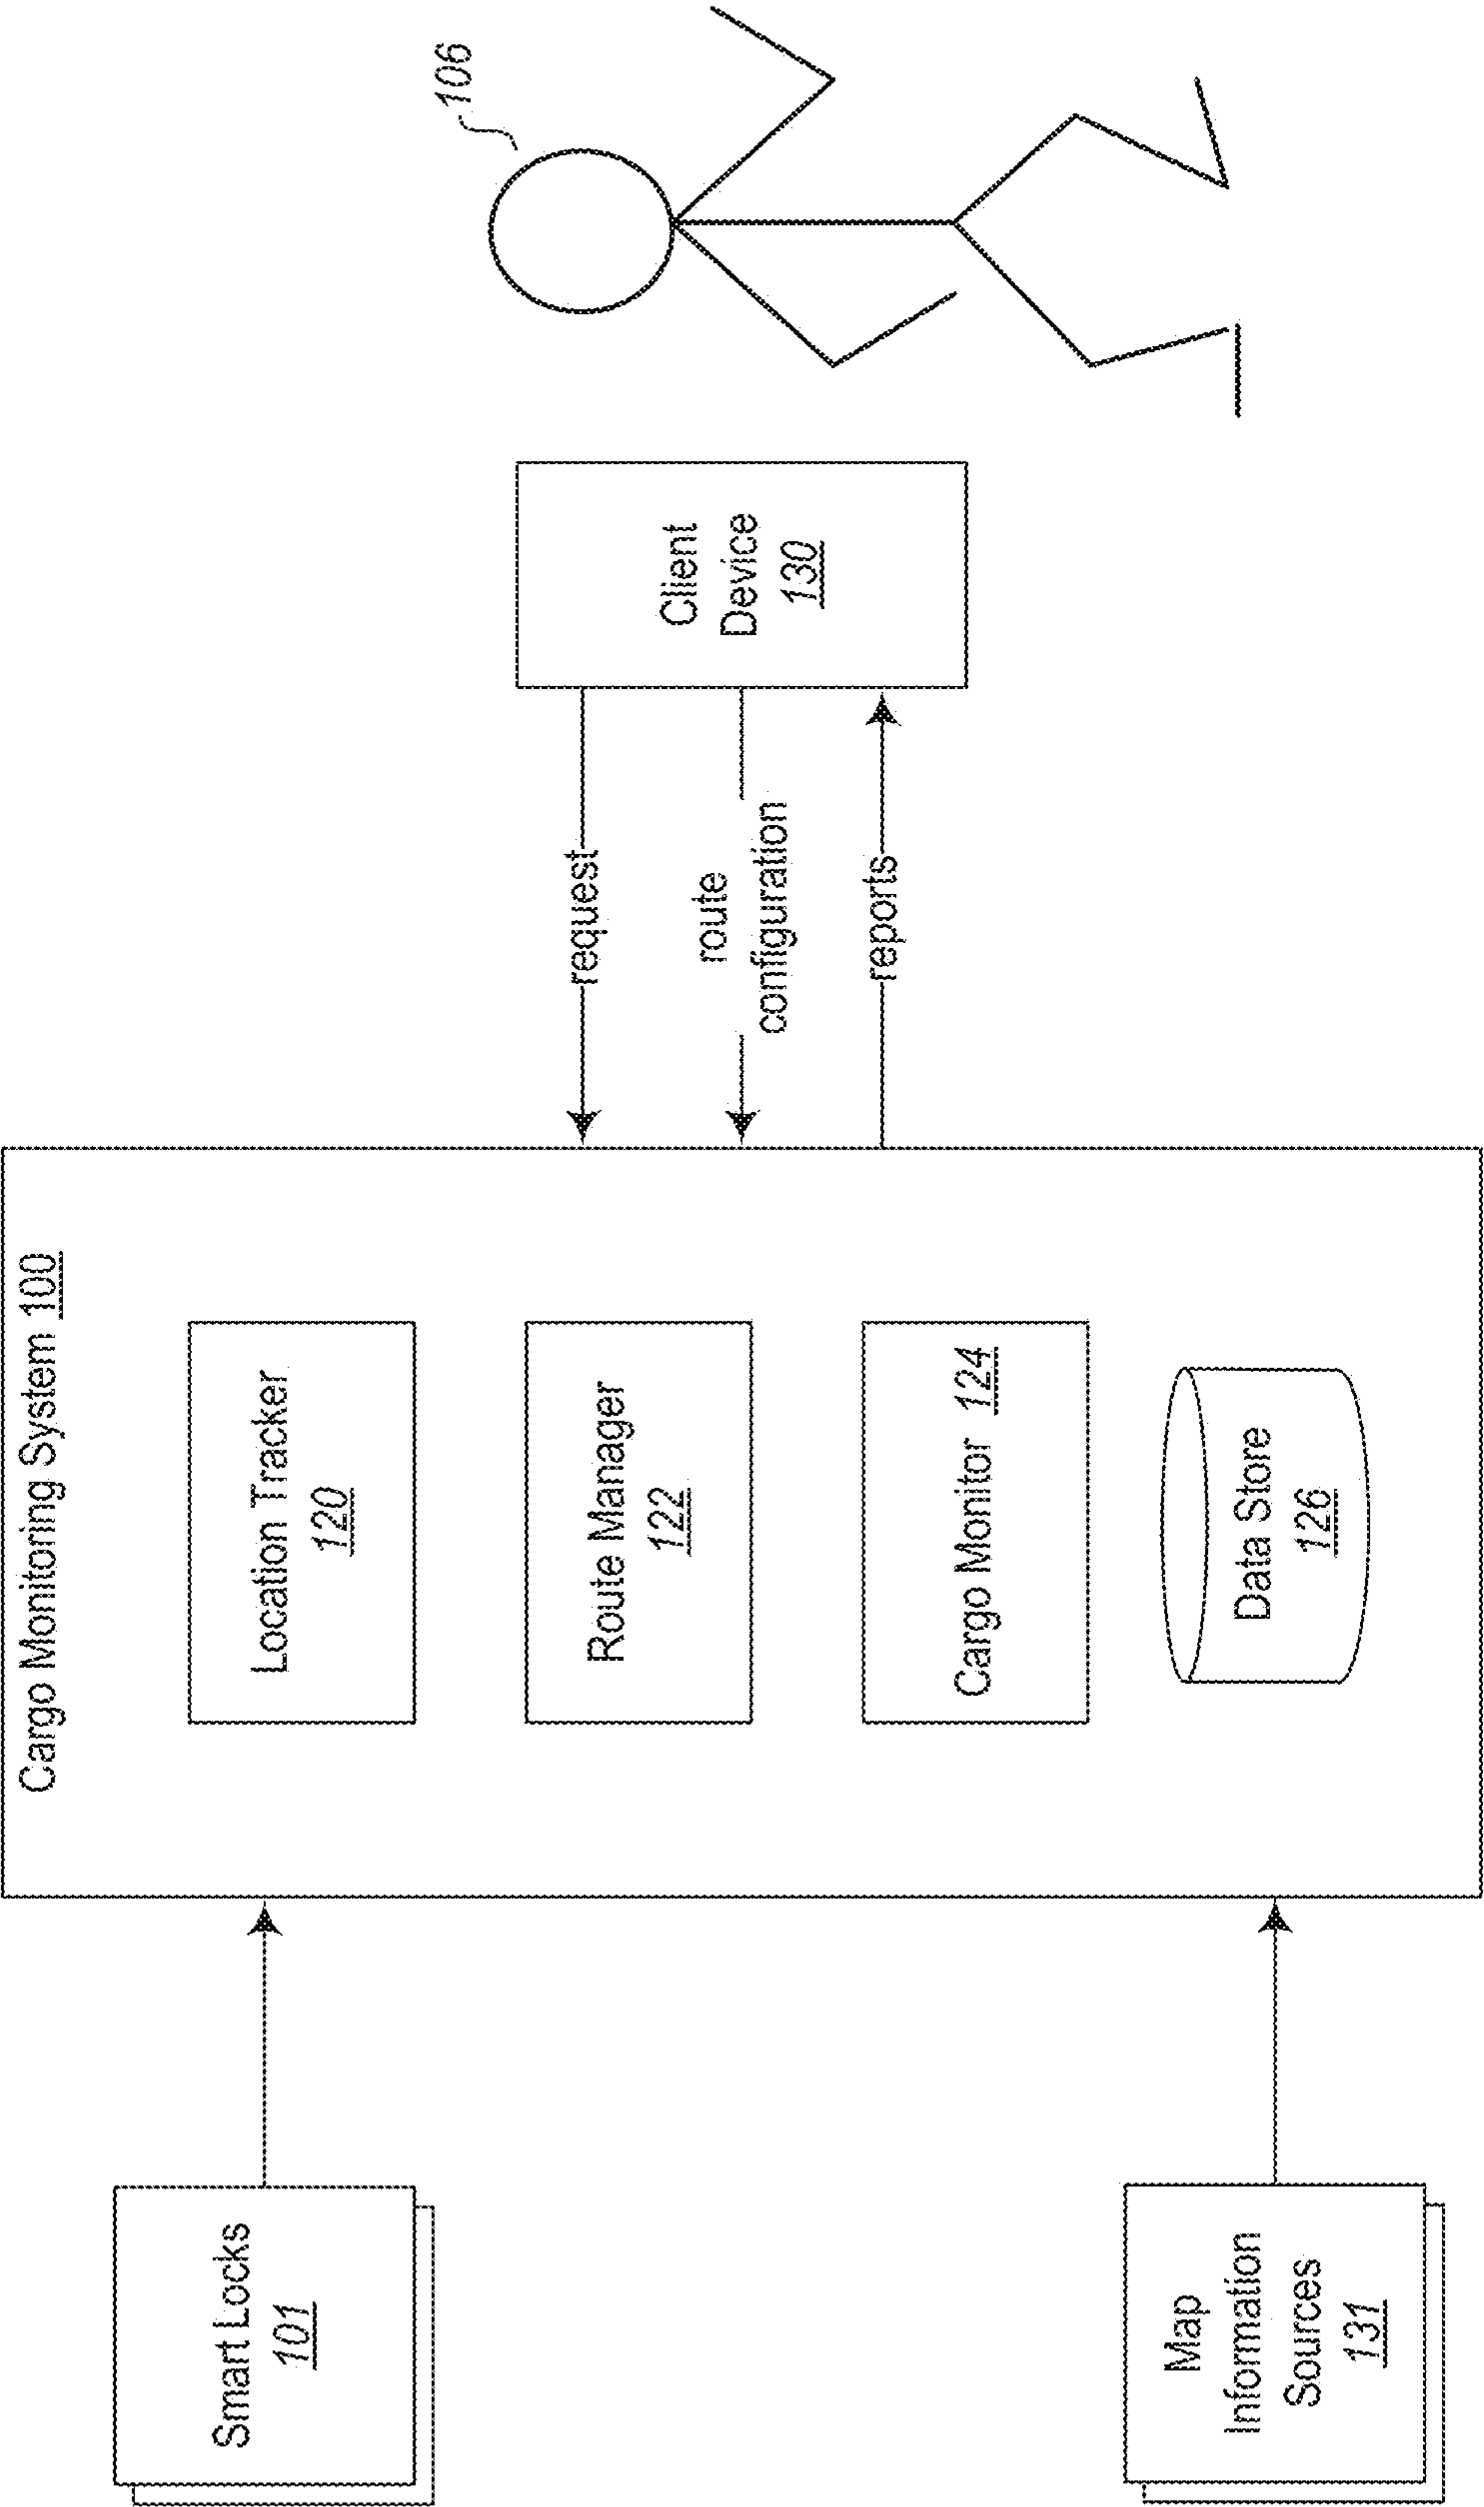 Cargo Monitoring System 100
Smart Locks
101
Location Tracker
120
Route Manager
122
Cargo Monitor 124
Data Store
126
Map
Information
Sources
131
request
route
configuration
reports
Client
Device
130
106